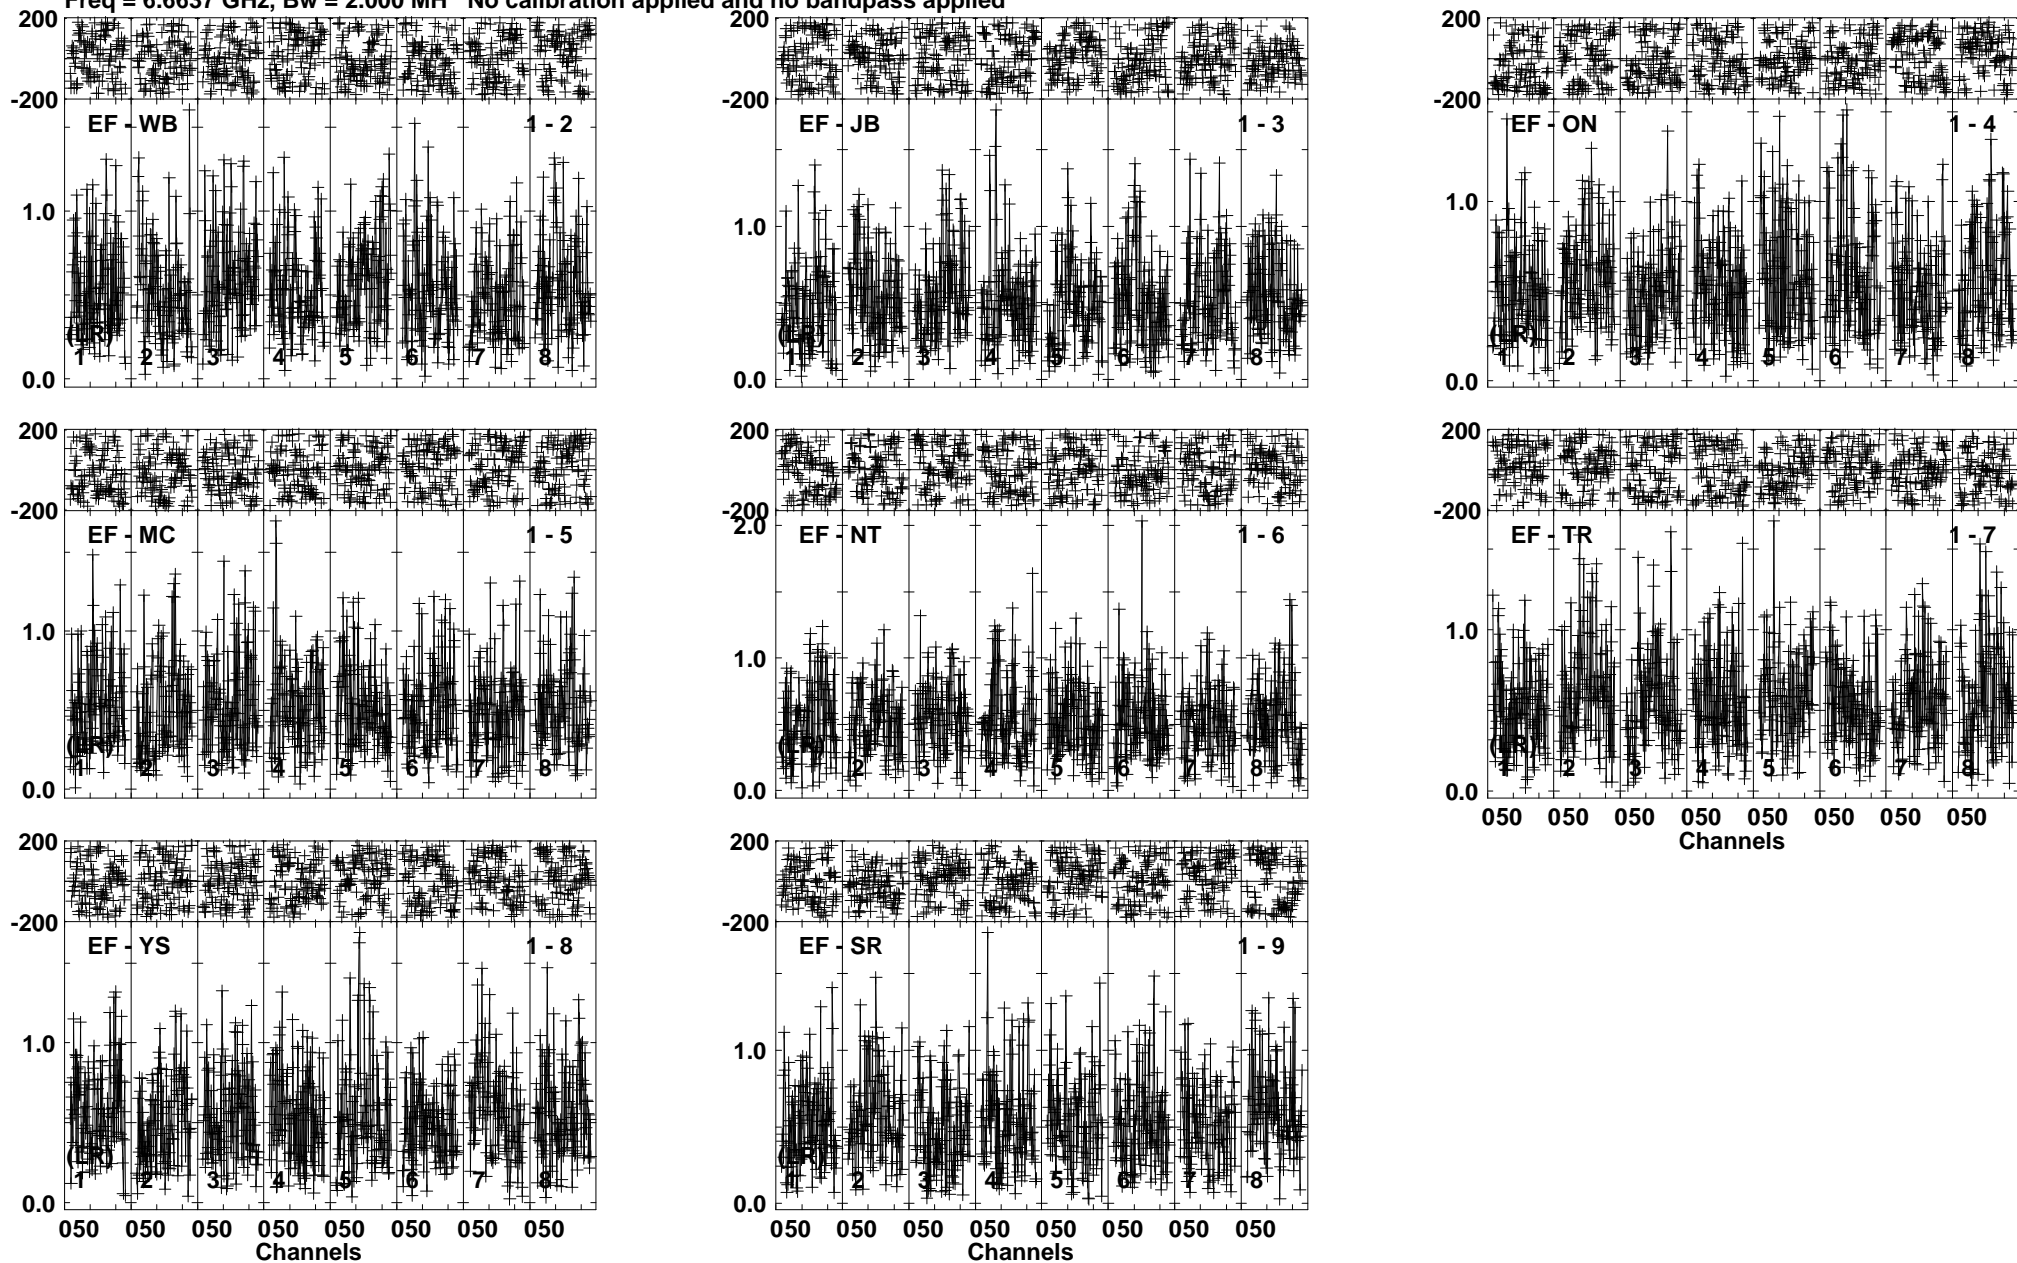 Freq = 6.6637 GHz, Bw = 2.000 MH No calibration applied and no bandpass applied
200 200 200
-200 -200 -200
EF - WB 1 - 2 EF - JB 1 - 3 EF - ON 1 - 4
1.0 1.0 1.0
(LR) (LR) (LR)
1 2 3 4 5 6 7 8 1 2 3 4 5 6 7 8 1 2 3 4 5 6 7 8
0.0 0.0 0.0
200 200 200
-200 -200 -200
2.0
EF - MC 1 - 5 EF - NT 1 - 6 EF - TR 1 - 7
1.0 1.0 1.0
(LR) (LR) (LR)
1 2 3 4 5 6 7 8 1 2 3 4 5 6 7 8 1 2 3 4 5 6 7 8
0.0 0.0 0.0
050 050 050 050 050 050 050 050
Channels
200 200
-200 -200
EF - YS 1 - 8 EF - SR 1 - 9
1.0 1.0
(LR) (LR)
1 2 3 4 5 6 7 8 1 2 3 4 5 6 7 8
0.0 0.0
050 050 050 050 050 050 050 050 050 050 050 050 050 050 050 050
Channels Channels